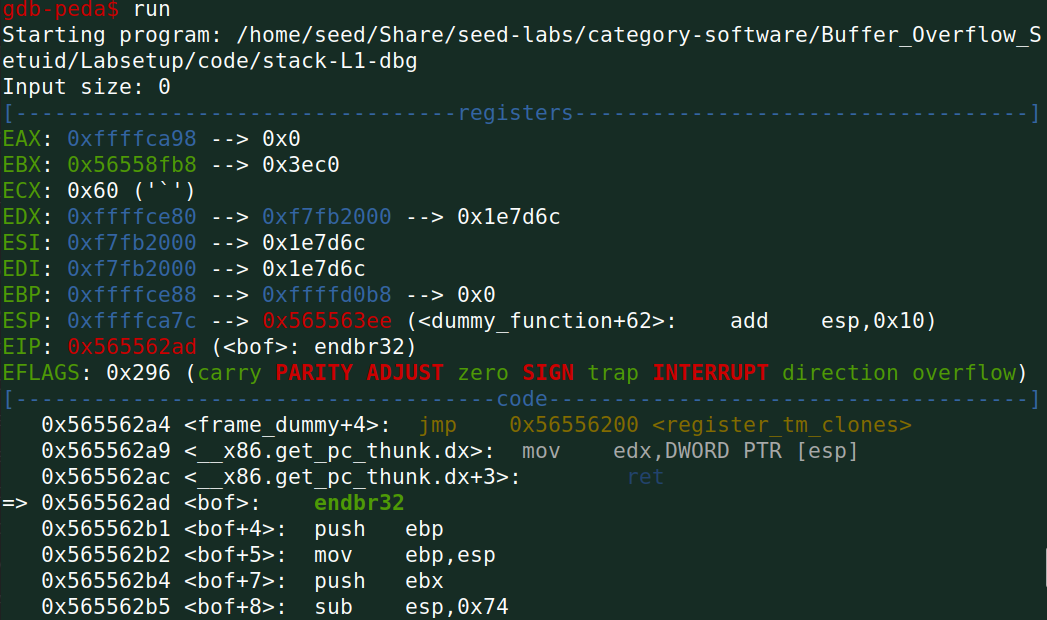 gdb-peda$ run
Starting program: /home/seed/Share/seed-labs/category-software/Buffer_Overflow_S
etuid/Labsetup/code/stack-L1-dbg
Input size: 0
[----------------------------------registers-----------------------------------]
EAX: 0xffffca98 --> 0x0
EBX: 0x56558fb8 --> 0x3ec0
ECX: 0x60 ('`')
EDX: 0xffffce80 --> 0xf7fb2000 --> 0x1e7d6c
ESI: 0xf7fb2000 --> 0x1e7d6c
EDI: 0xf7fb2000 --> 0x1e7d6c
EBP: 0xffffce88 --> 0xffffd0b8 --> 0x0
ESP: 0xffffca7c --> 0x565563ee (<dummy_function+62>:    add    esp,0x10)
EIP: 0x565562ad (<bof>: endbr32)
EFLAGS: 0x296 (carry PARITY ADJUST zero SIGN trap INTERRUPT direction overflow)
[-------------------------------------code-------------------------------------]
   0x565562a4 <frame_dummy+4>:  jmp    0x56556200 <register_tm_clones>
   0x565562a9 <__x86.get_pc_thunk.dx>:  mov    edx,DWORD PTR [esp]
   0x565562ac <__x86.get_pc_thunk.dx+3>:        ret
=> 0x565562ad <bof>:    endbr32
   0x565562b1 <bof+4>:  push   ebp
   0x565562b2 <bof+5>:  mov    ebp,esp
   0x565562b4 <bof+7>:  push   ebx
   0x565562b5 <bof+8>:  sub    esp,0x74